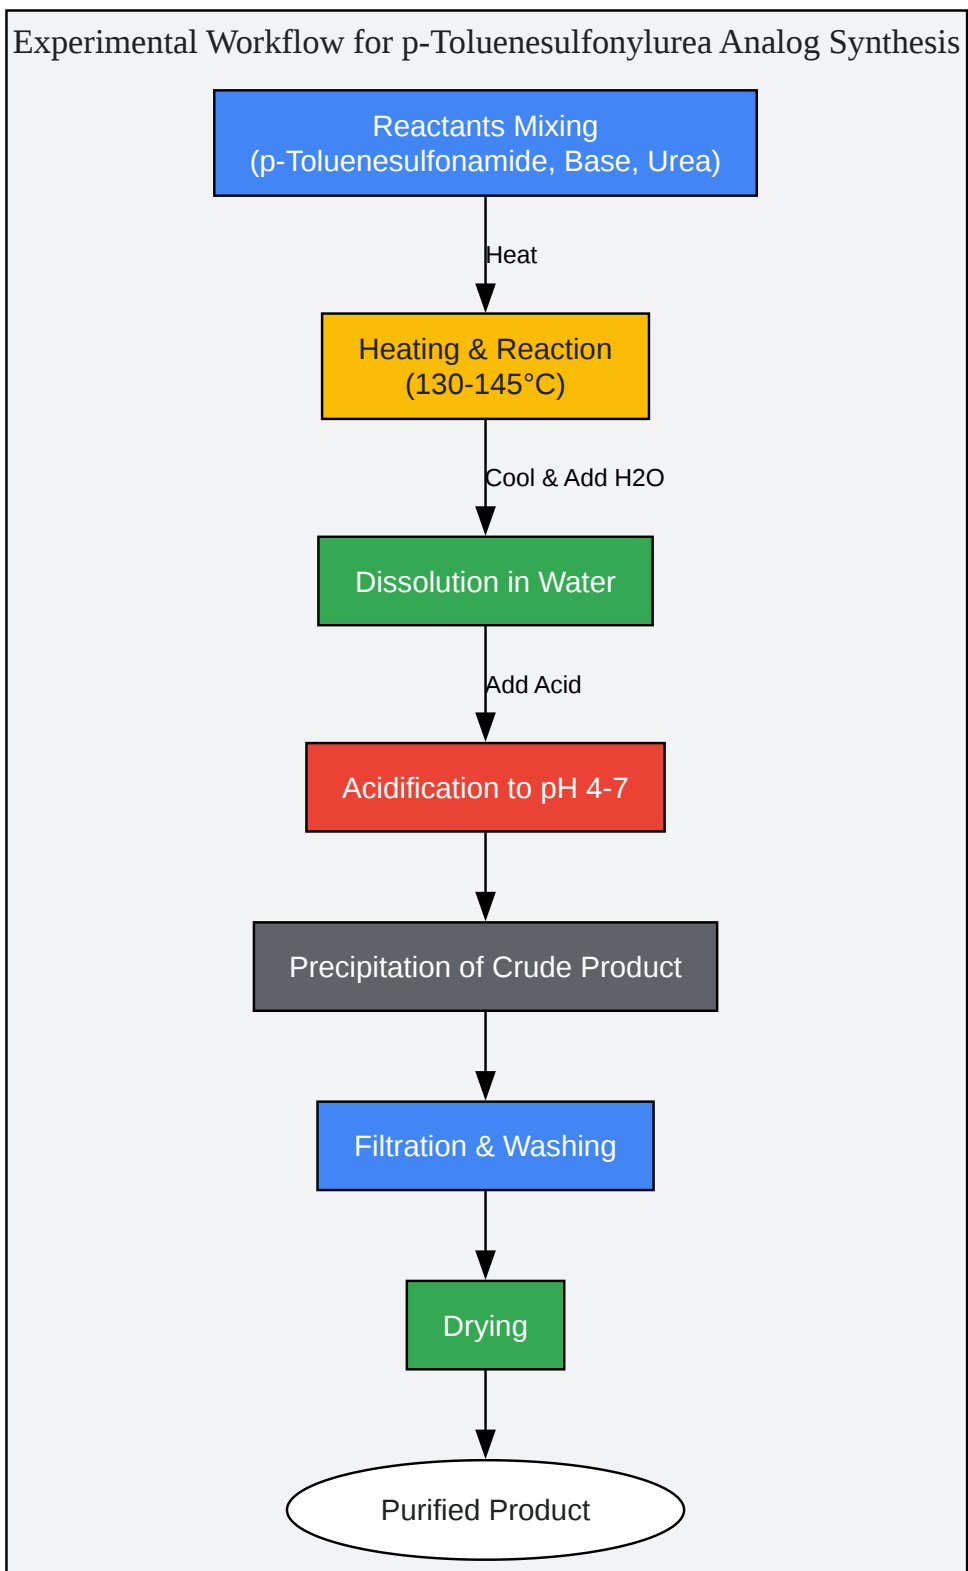 Experimental Workflow for p-Toluenesulfonylurea Analog Synthesis
Reactants Mixing
(p-Toluenesulfonamide, Base, Urea)
Heat
Heating & Reaction
(130-145°C)
Cool & Add H2O
Dissolution in Water
Add Acid
Acidification to pH 4-7
Precipitation of Crude Product
Filtration & Washing
Drying
Purified Product